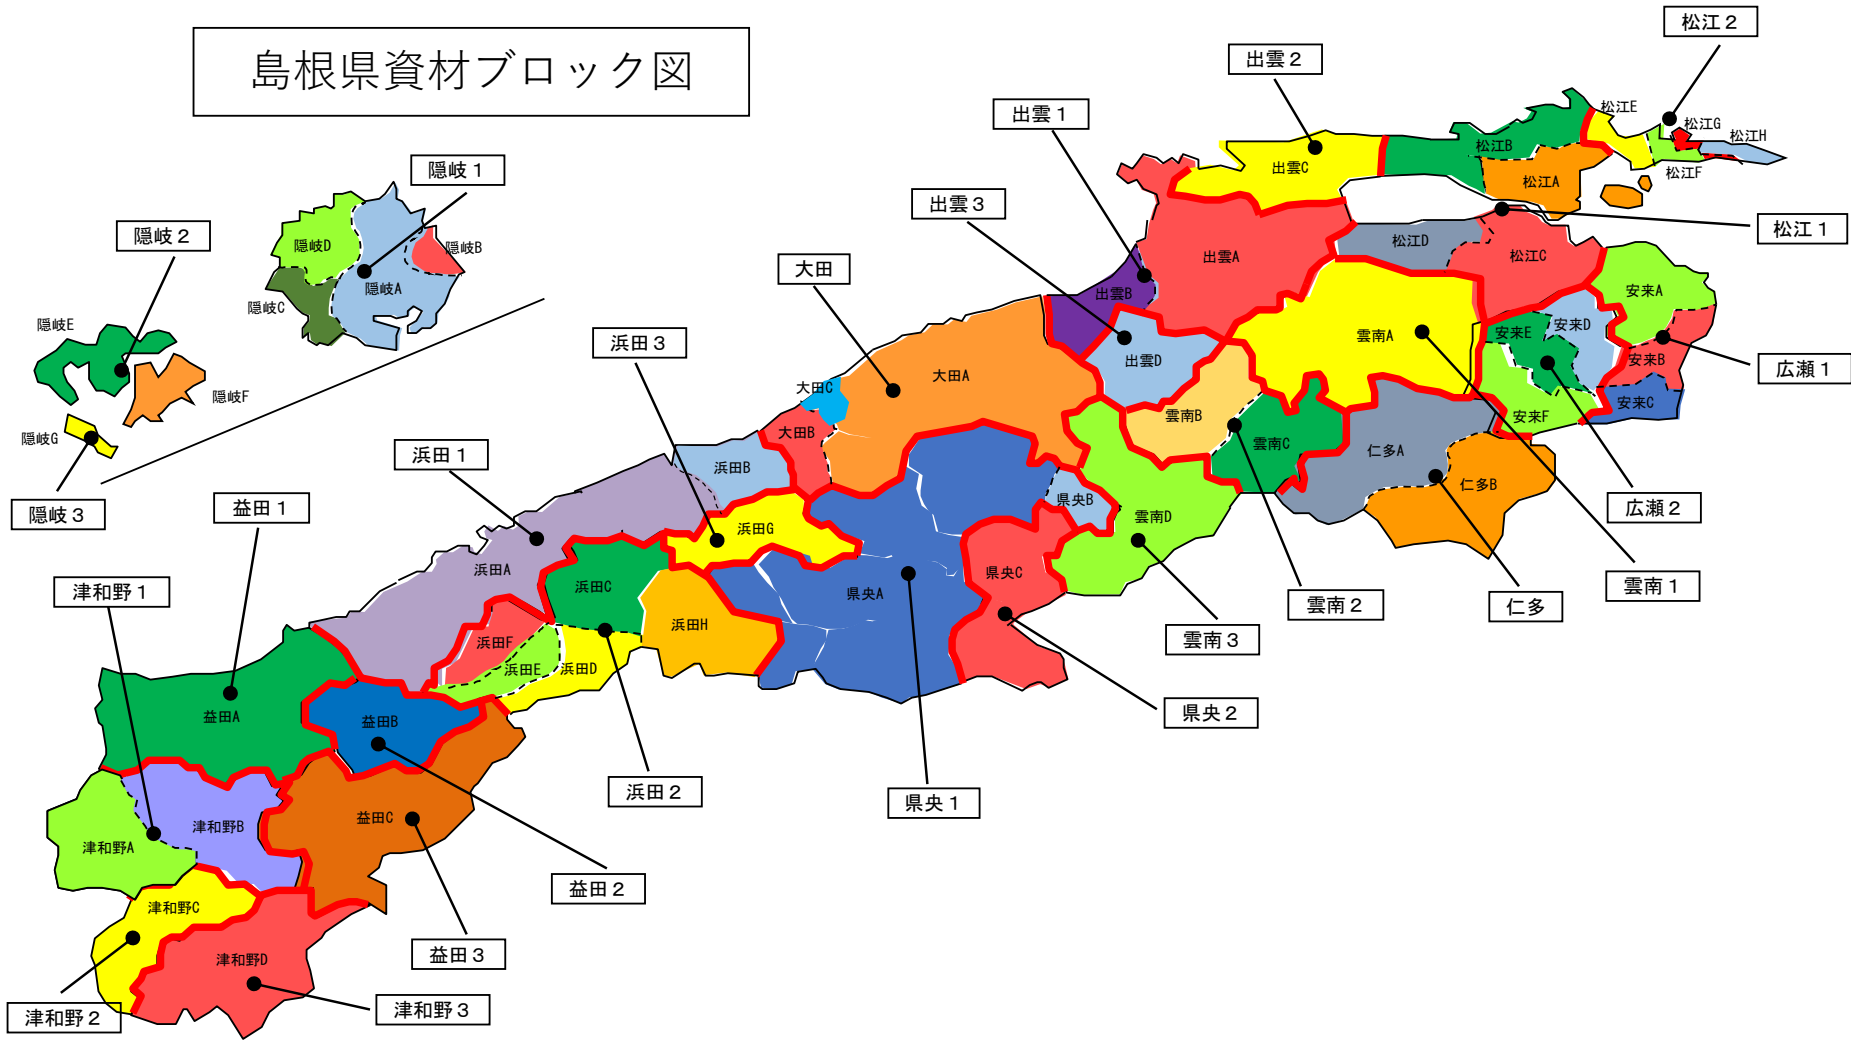 島根県資材ブロック図
松江２
出雲２
出雲１
松江E
松江G
松江H
松江B
松江F
松江A
出雲C
隠岐１
出雲３
松江１
隠岐２
隠岐D
隠岐B
隠岐A
隠岐C
松江D
松江C
出雲A
大田
出雲B
安来A
隠岐E
浜田３
安来E
安来D
雲南A
出雲D
安来B
広瀬１
大田A
大田C
隠岐F
安来C
雲南B
安来F
隠岐G
大田B
雲南C
仁多A
浜田１
浜田B
県央B
仁多B
隠岐３
益田１
雲南D
広瀬２
浜田G
浜田A
県央C
浜田C
県央A
津和野１
雲南２
仁多
雲南１
浜田H
浜田F
雲南３
浜田E
浜田D
益田A
益田B
県央２
浜田２
県央１
益田C
津和野B
津和野A
益田２
津和野C
益田３
津和野D
津和野２
津和野３